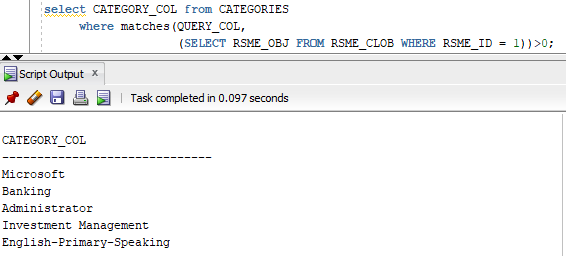 select CATEGORY_COL from CATEGORIES
where matches(QUERY_COL,
(SELECT RSME_OBJ FROM RSME_CLOB WHERE RSME_ID = 1))>0;
Script Output x
Task completed in 0.097 seconds
CATEGORY_COL
------------------------------
Microsoft
Banking
Administrator
Investment Management
English-Primary-Speaking